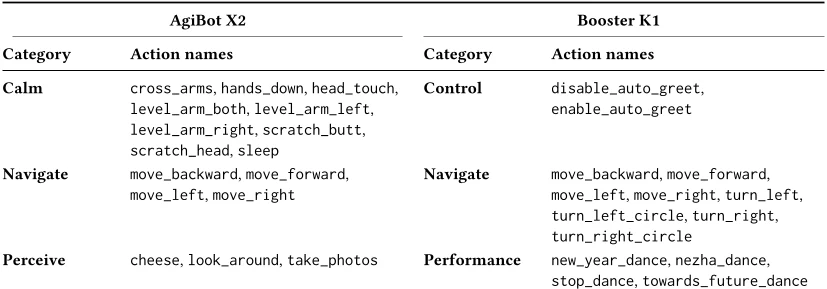 AgiBot X2 Booster K1
Category Action names Category Action names
Calm cross_arms, hands_down, head_touch, Control disable_auto_greet,
level_arm_both, level_arm_left, enable_auto_greet
level_arm_right, scratch_butt,
scratch_head, sleep
Navigate move_backward, move_forward, Navigate move_backward, move_forward,
move_left, move_right move_left, move_right, turn_left,
turn_left_circle, turn_right,
turn_right_circle
Perceive cheese, look_around, take_photos Performance new_year_dance, nezha_dance,
stop_dance, towards_future_dance